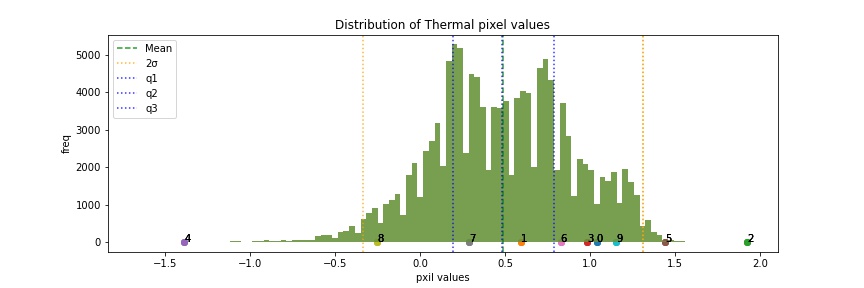 Distribution of Thermal pixel values
Mean
2σ
q1
q2
q3
freq
5000
4000
3000
2000
1000
0
4 8 7 1 6 3 0 9 5 2
−1.5 −1.0 −0.5 0.0 0.5 1.0 1.5 2.0
pxil values